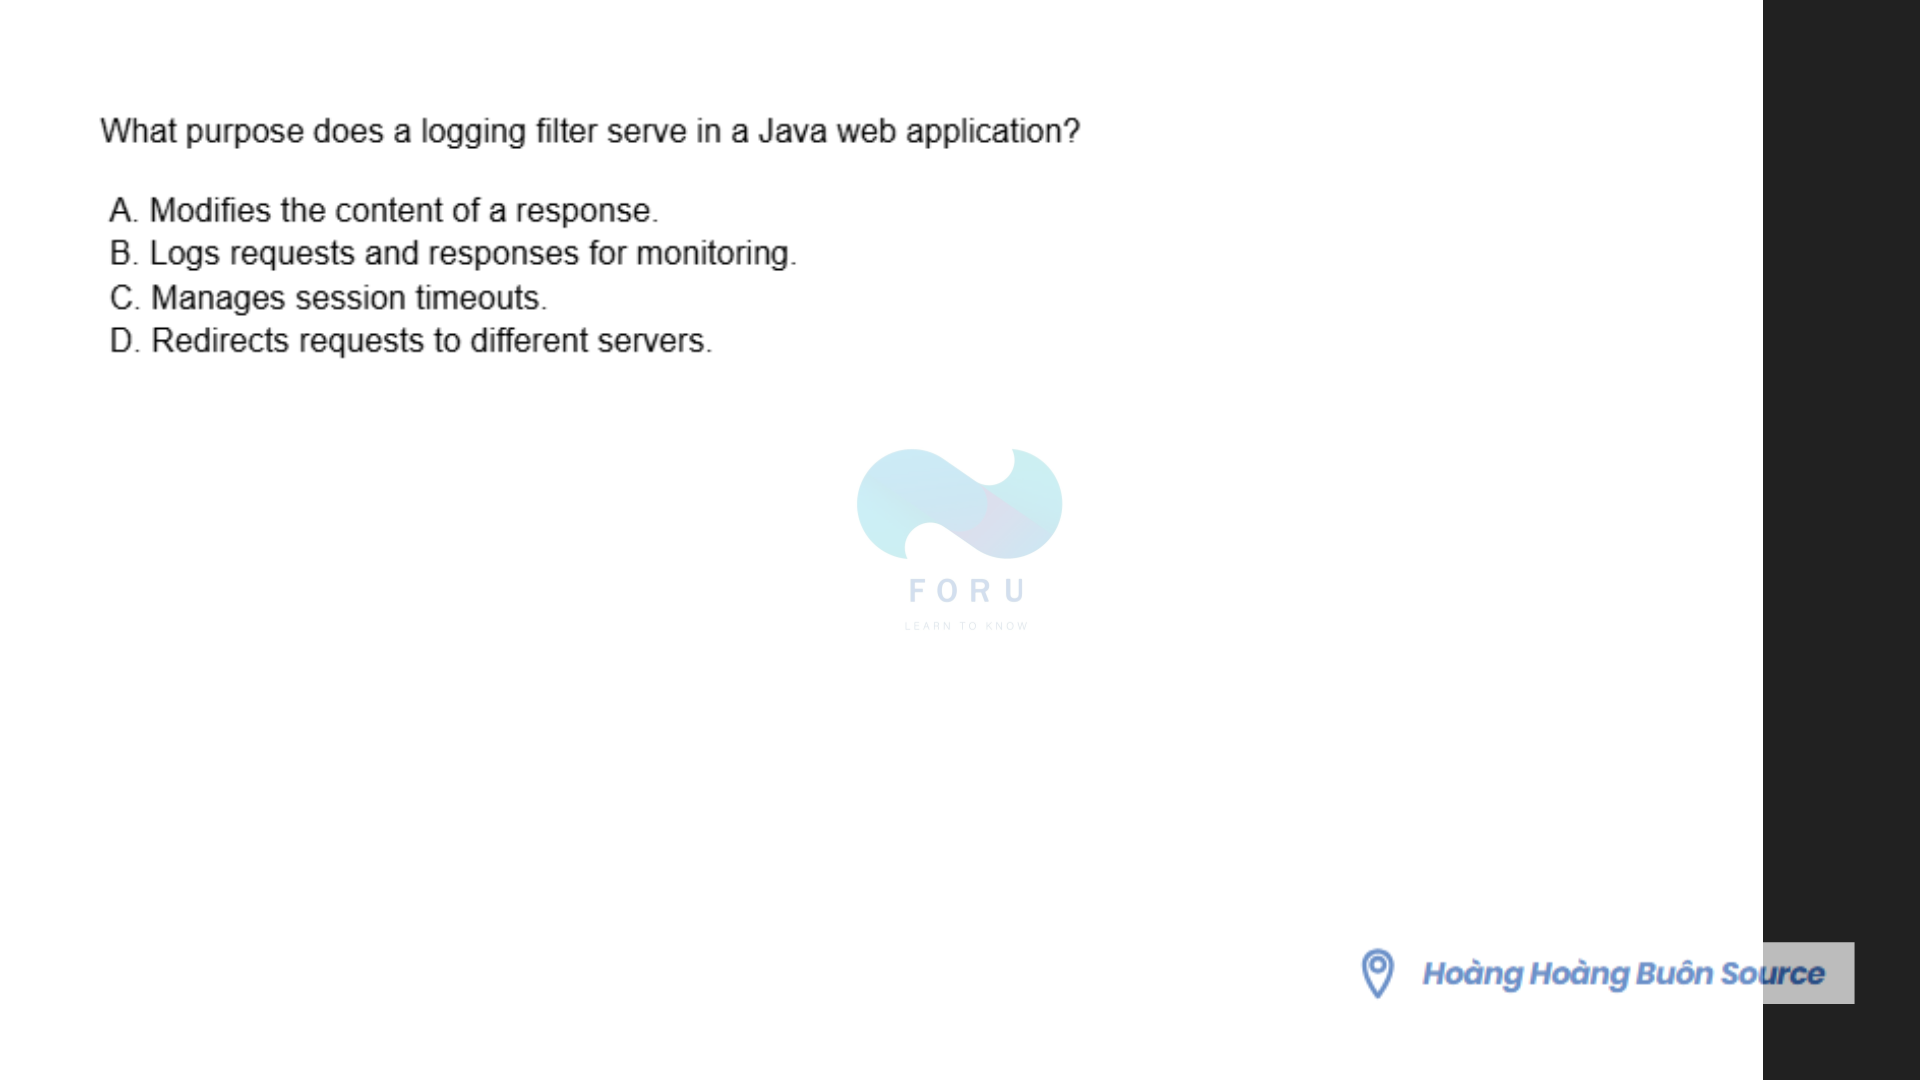 What purpose does a logging filter serve in a Java web application?
A. Modifies the content of a response.
B. Logs requests and responses for monitoring.
C. Manages session timeouts.
D. Redirects requests to different servers.
FORU
LEARN TO KNOW
Hoàng Hoàng Buôn Source